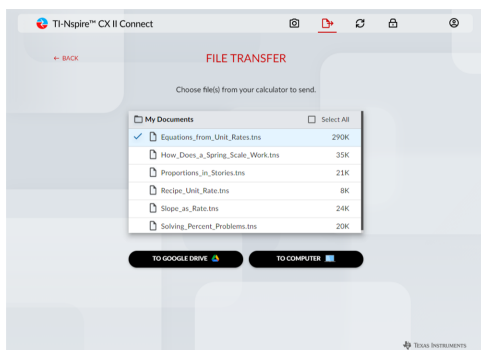 TI-Nspire™ CX II Connect
← BACK
FILE TRANSFER
Choose file(s) from your calculator to send.
My Documents Select All
Equations_from_Unit_Rates.tns 290K
How_Does_a_Spring_Scale_Work.tns 35K
Proportions_in_Stories.tns 21K
Recipe_Unit_Rate.tns 8K
Slope_as_Rate.tns 24K
Solving_Percent_Problems.tns 20K
TO GOOGLE DRIVE TO COMPUTER
TEXAS INSTRUMENTS